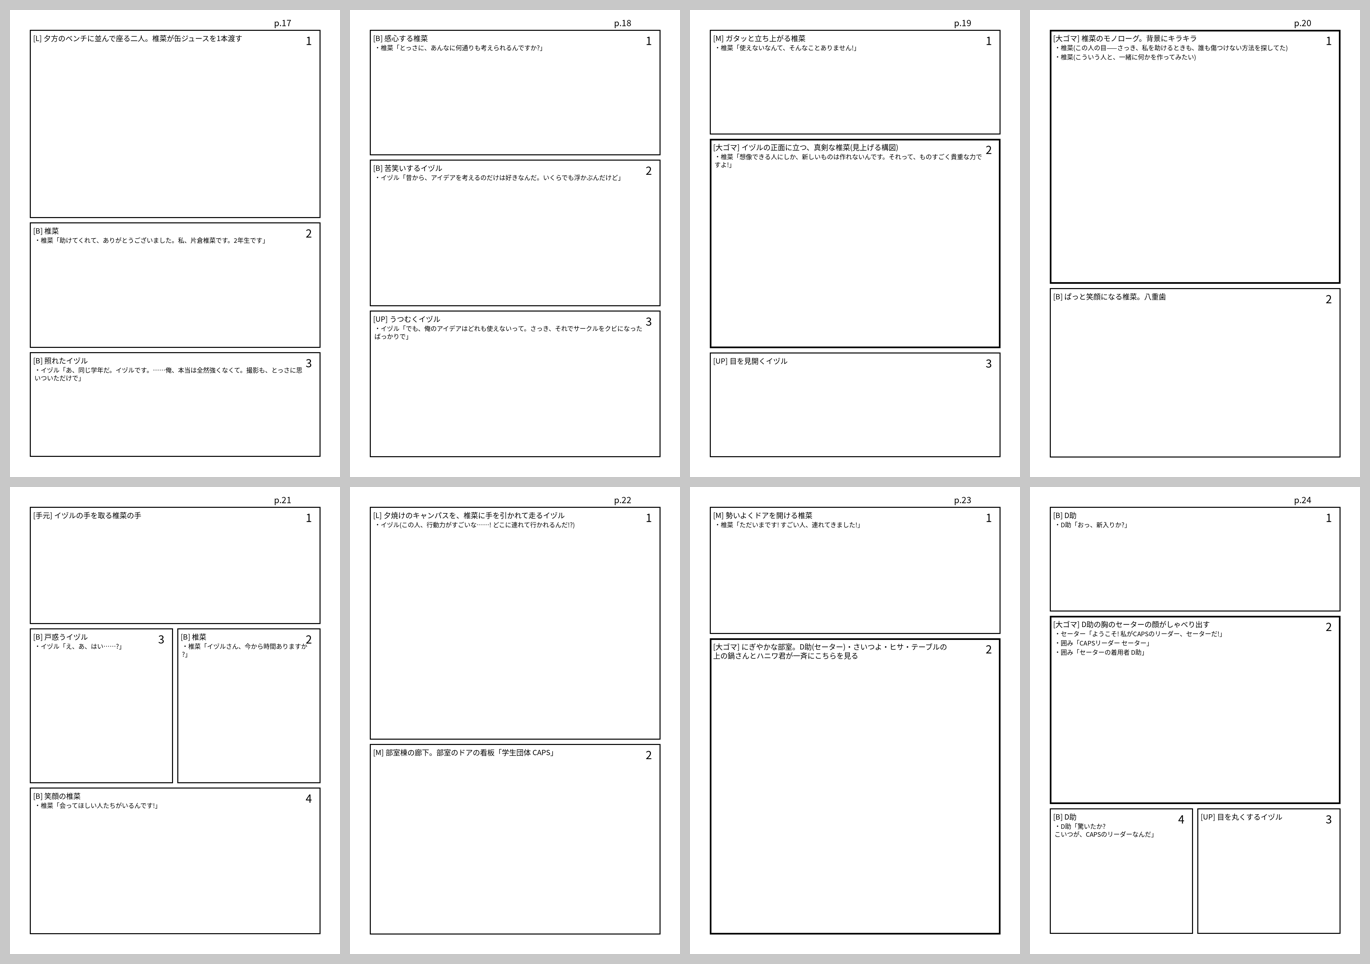 p.17
[L] 夕方のベンチに並んで座る二人。椎菜が缶ジュースを1本渡す
1
[B] 椎菜
2
・椎菜「助けてくれて、ありがとうございました。私、片倉椎菜です。2年生です」
[B] 照れたイヅル
3
・イヅル「あ、同じ学年だ。イヅルです。……俺、本当は全然強くなくて。撮影も、とっさに思
いついただけで」
p.18
[B] 感心する椎菜
1
・椎菜「とっさに、あんなに何通りも考えられるんですか?」
[B] 苦笑いするイヅル
2
・イヅル「昔から、アイデアを考えるのだけは好きなんだ。いくらでも浮かぶんだけど」
[UP] うつむくイヅル
3
・イヅル「でも、俺のアイデアはどれも使えないって。さっき、それでサークルをクビになった
ばっかりで」
p.19
[M] ガタッと立ち上がる椎菜
1
・椎菜「使えないなんて、そんなことありません!」
[大ゴマ] イヅルの正面に立つ、真剣な椎菜(見上げる構図)
2
・椎菜「想像できる人にしか、新しいものは作れないんです。それって、ものすごく貴重な力で
すよ!」
[UP] 目を見開くイヅル
3
p.20
[大ゴマ] 椎菜のモノローグ。背景にキラキラ
1
・椎菜(この人の目——さっき、私を助けるときも、誰も傷つけない方法を探してた)
・椎菜(こういう人と、一緒に何かを作ってみたい)
[B] ぱっと笑顔になる椎菜。八重歯
2
p.21
[手元] イヅルの手を取る椎菜の手
1
[B] 椎菜
2
・椎菜「イヅルさん、今から時間ありますか
?」
[B] 戸惑うイヅル
3
・イヅル「え、あ、はい……?」
[B] 笑顔の椎菜
4
・椎菜「会ってほしい人たちがいるんです!」
p.22
[L] 夕焼けのキャンパスを、椎菜に手を引かれて走るイヅル
1
・イヅル(この人、行動力がすごいな……! どこに連れて行かれるんだ!?)
[M] 部室棟の廊下。部室のドアの看板「学生団体 CAPS」
2
p.23
[M] 勢いよくドアを開ける椎菜
1
・椎菜「ただいまです! すごい人、連れてきました!」
[大ゴマ] にぎやかな部室。D助(セーター)・さいつよ・ヒサ・テーブルの
上の鍋さんとハニワ君が一斉にこちらを見る
2
p.24
[B] D助
1
・D助「おっ、新入りか?」
[大ゴマ] D助の胸のセーターの顔がしゃべり出す
2
・セーター「ようこそ! 私がCAPSのリーダー、セーターだ!」
・囲み「CAPSリーダー セーター」
・囲み「セーターの着用者 D助」
[UP] 目を丸くするイヅル
3
[B] D助
4
・D助「驚いたか?
こいつが、CAPSのリーダーなんだ」